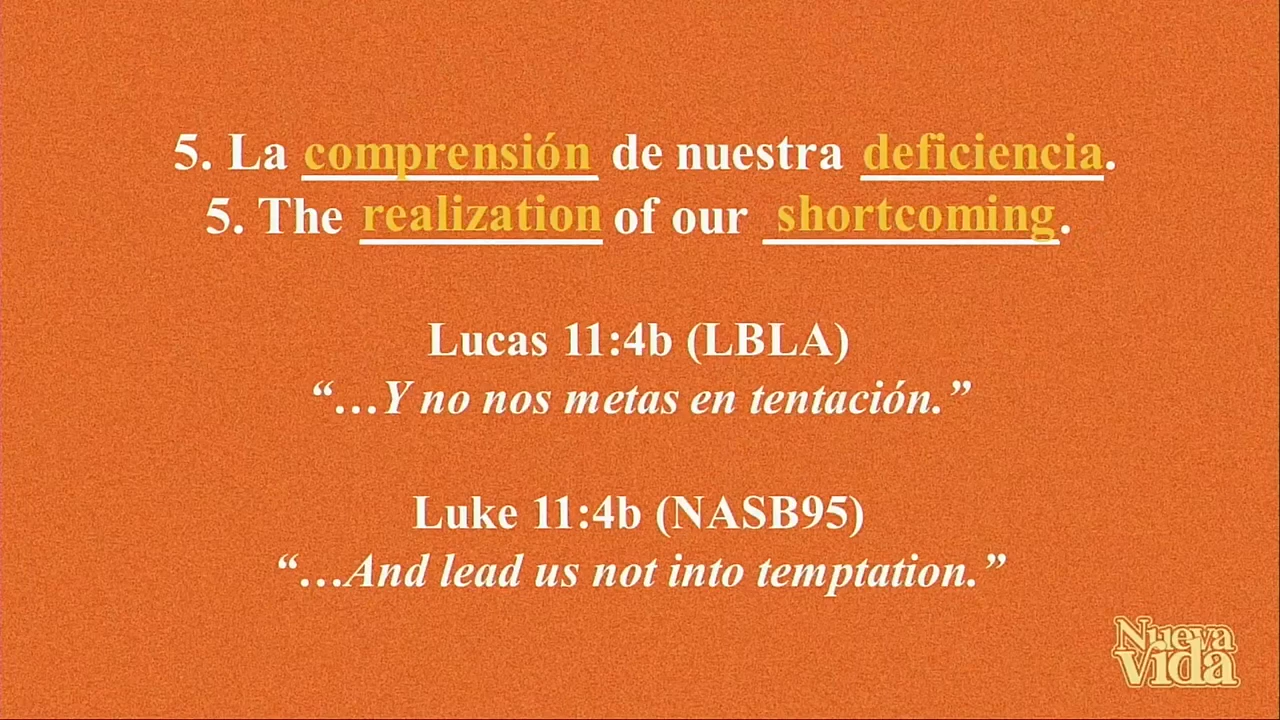 5. La comprensión de nuestra deficiencia.
5. The realization of our shortcoming.
Lucas 11:4b (LBLA)
“…Y no nos metas en tentación.”
Luke 11:4b (NASB95)
“…And lead us not into temptation.”
Nueva
Vida